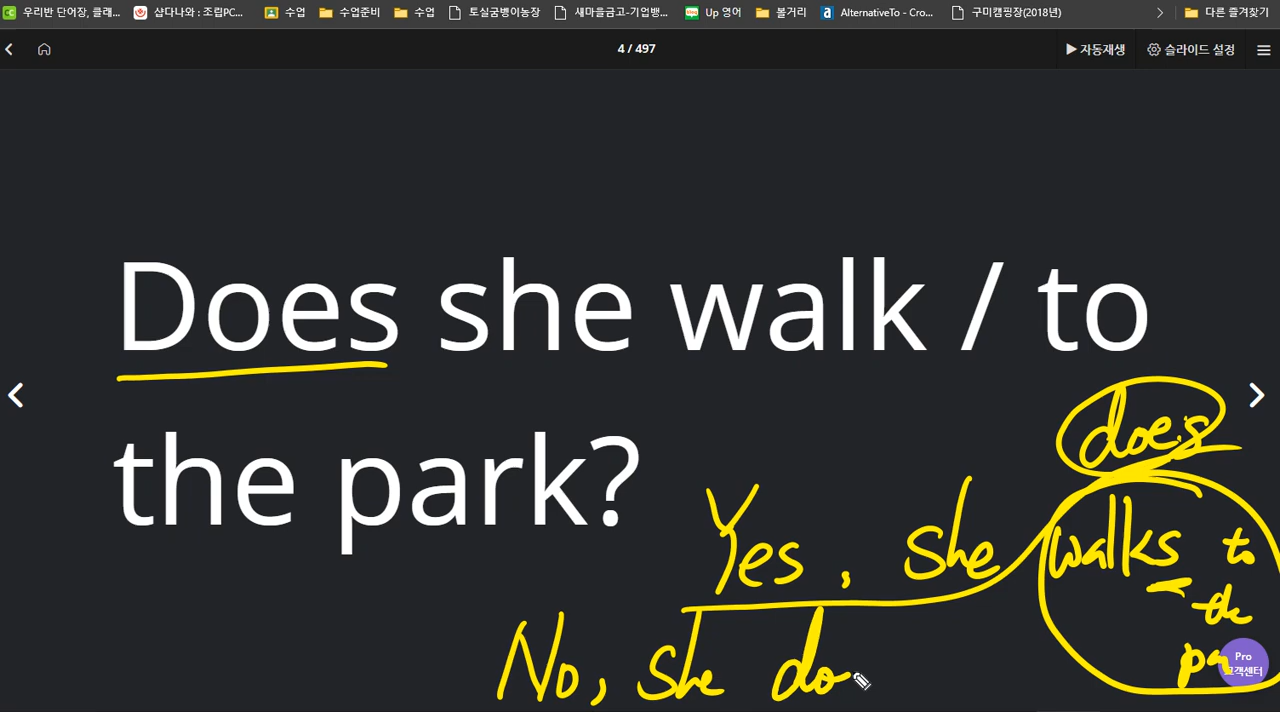 우리반 단어장, 클래... 샵다나와 : 조립PC... 수업 수업준비 수업 토실굼벵이농장 새마을금고-기업뱅... Up 영어 볼거리 AlternativeTo - Cro... 구미캠핑장(2018년) 다른 즐겨찾기
4 / 497 자동재생 슬라이드 설정
Does she walk / to
the park?
does
Yes, she walks to
the
pa
No, she do
Pro
고객센터